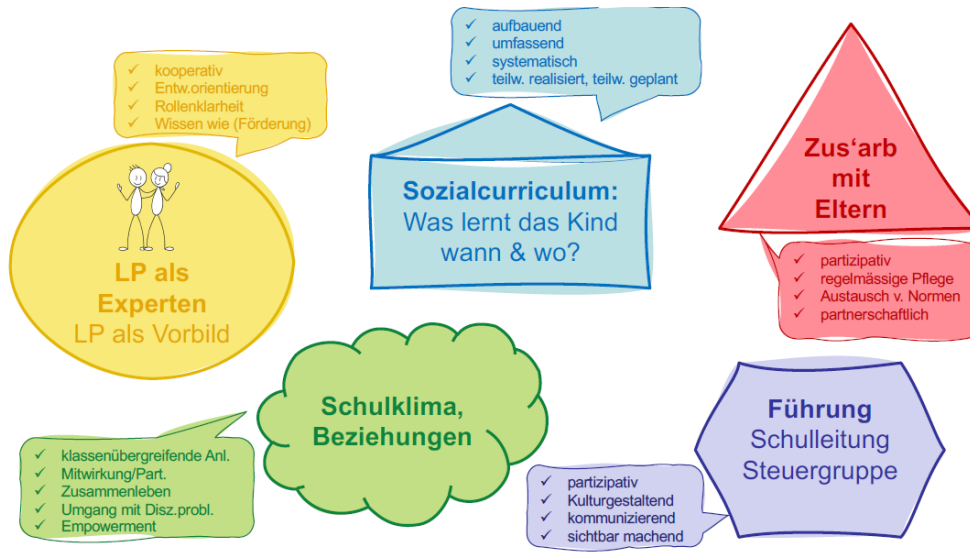 kooperativ
Entw.orientierung
Rollenklarheit
Wissen wie (Förderung)
LP als
Experten
LP als Vorbild
aufbauend
umfassend
systematisch
teilw. realisiert, teilw. geplant
Sozialcurriculum:
Was lernt das Kind
wann & wo?
Zus‘arb
mit
Eltern
partizipativ
regelmässige Pflege
Austausch v. Normen
partnerschaftlich
Schulklima,
Beziehungen
klassenübergreifende Anl.
Mitwirkung/Part.
Zusammenleben
Umgang mit Disz.probl.
Empowerment
Führung
Schulleitung
Steuergruppe
partizipativ
Kulturgestaltend
kommunizierend
sichtbar machend